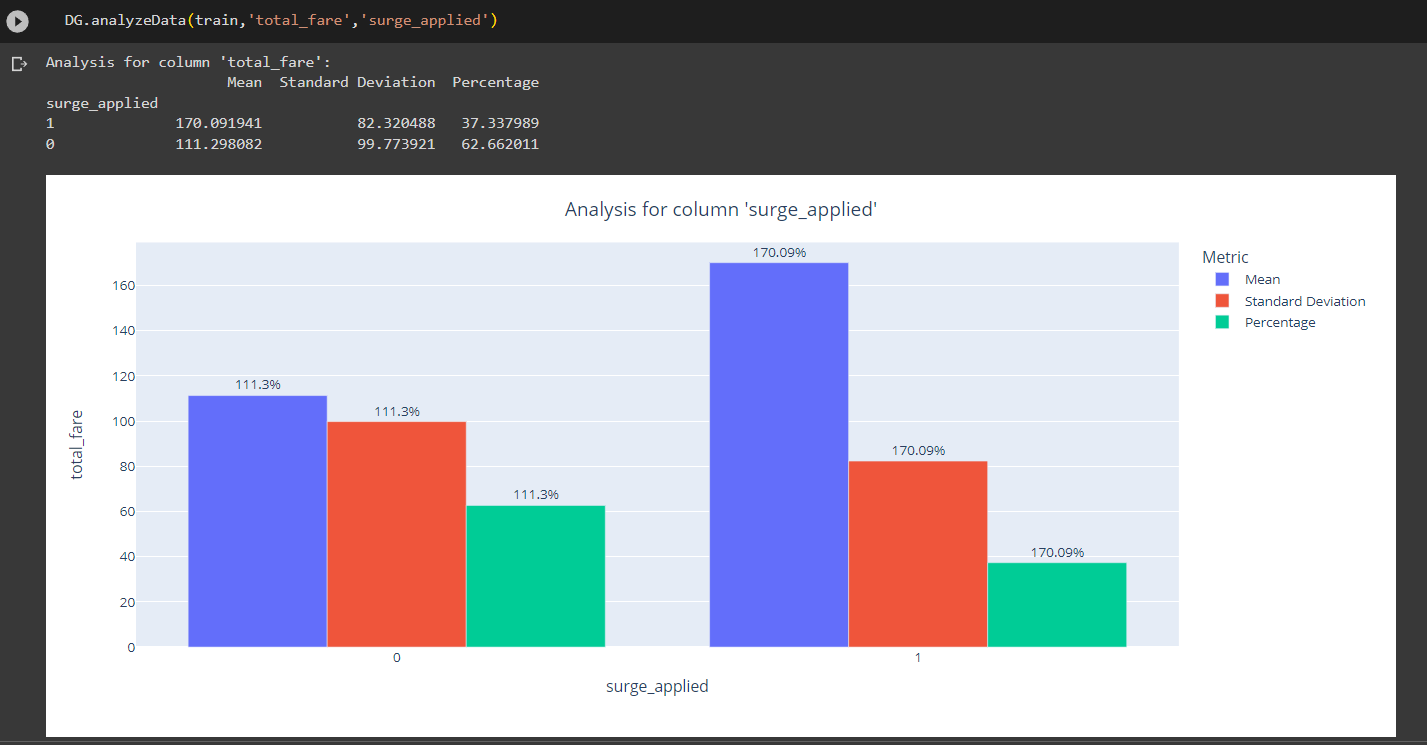 DG.analyzeData(train,'total_fare','surge_applied')
Analysis for column 'total_fare':
Mean Standard Deviation Percentage
surge_applied
1 170.091941 82.320488 37.337989
0 111.298082 99.773921 62.662011
Analysis for column 'surge_applied'
170.09%
Metric
Mean
Standard Deviation
Percentage
160
140
120
100
80
60
40
20
0
total_fare
111.3%
111.3%
111.3%
170.09%
170.09%
0
1
surge_applied